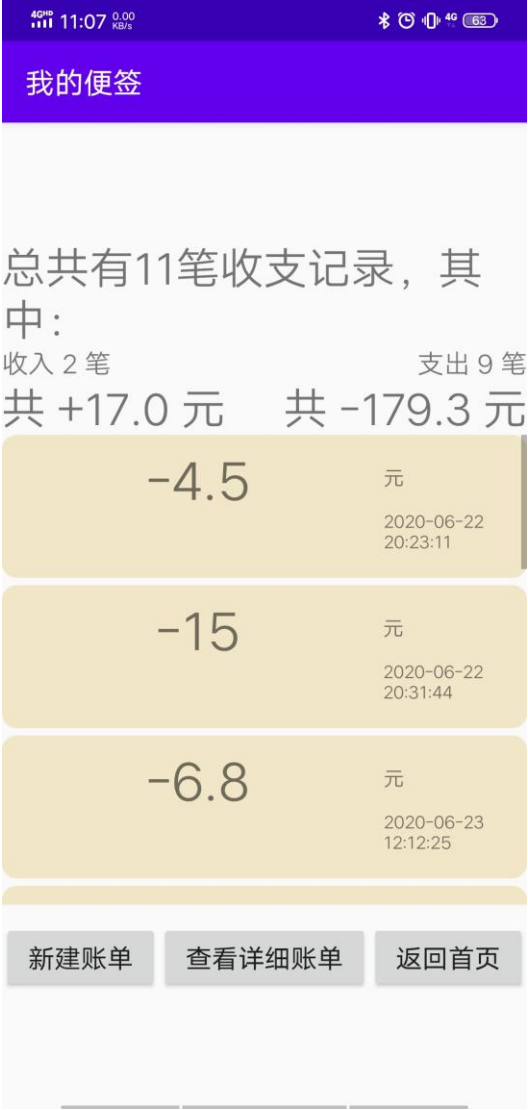 4GHD 11:07 0.00 KB/s 4G 63
我的便签
总共有11笔收支记录，其
中：
收入 2 笔 支出 9 笔
共 +17.0 元 共 -179.3 元
-4.5 元
2020-06-22
20:23:11
-15 元
2020-06-22
20:31:44
-6.8 元
2020-06-23
12:12:25
新建账单 查看详细账单 返回首页